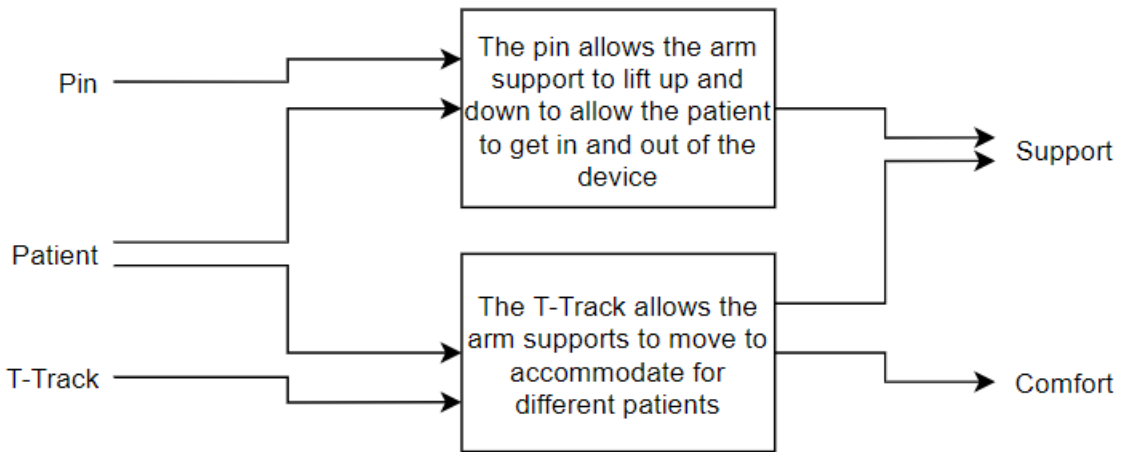 Pin
The pin allows the arm
support to lift up and
down to allow the patient
to get in and out of the
device
Support
Patient
The T-Track allows the
arm supports to move to
accommodate for
different patients
T-Track
Comfort